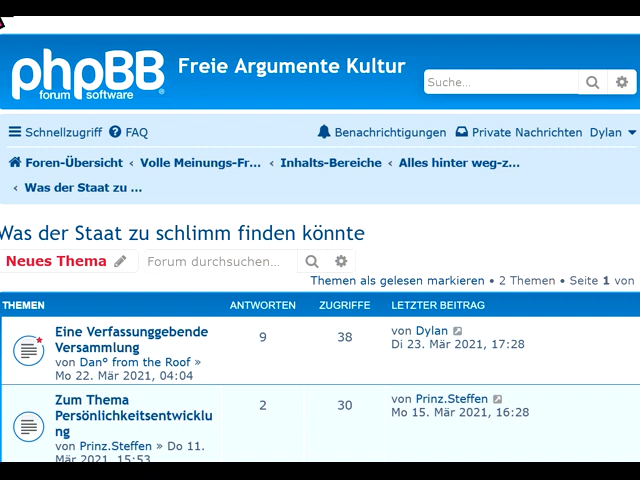 phpBB
forum software
Freie Argumente Kultur
Suche...
Schnellzugriff FAQ Benachrichtigungen Private Nachrichten Dylan
Foren-Übersicht ‹ Volle Meinungs-Fr... ‹ Inhalts-Bereiche ‹ Alles hinter weg-z...
‹ Was der Staat zu ...
Was der Staat zu schlimm finden könnte
Neues Thema Forum durchsuchen...
Themen als gelesen markieren • 2 Themen • Seite 1 von
THEMEN ANTWORTEN ZUGRIFFE LETZTER BEITRAG
Eine Verfassunggebende
Versammlung
von Dan° from the Roof »
Mo 22. Mär 2021, 04:04
9
38
von Dylan
Di 23. Mär 2021, 17:28
Zum Thema
Persönlichkeitsentwicklu
ng
von Prinz.Steffen » Do 11.
Mär 2021, 15:53
2
30
von Prinz.Steffen
Mo 15. Mär 2021, 16:28